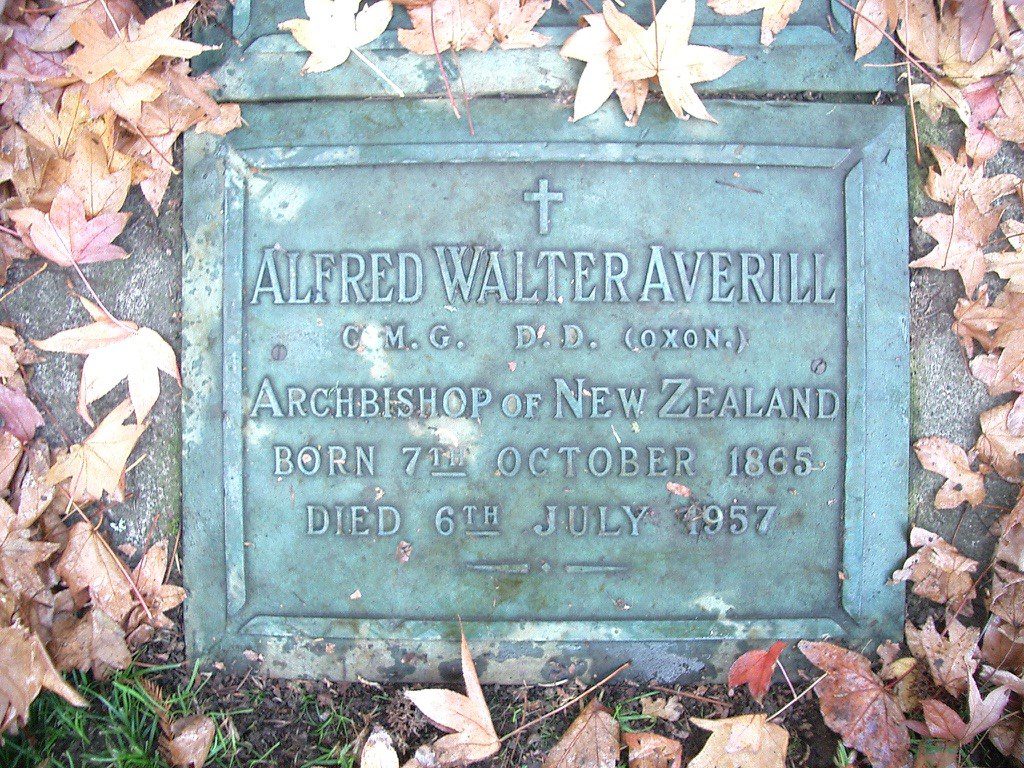 ALFRED WALTER AVERILL
C.M.G. D.D. (OXON.)
ARCHBISHOP OF NEW ZEALAND
BORN 7TH OCTOBER 1865
DIED 6TH JULY 1957